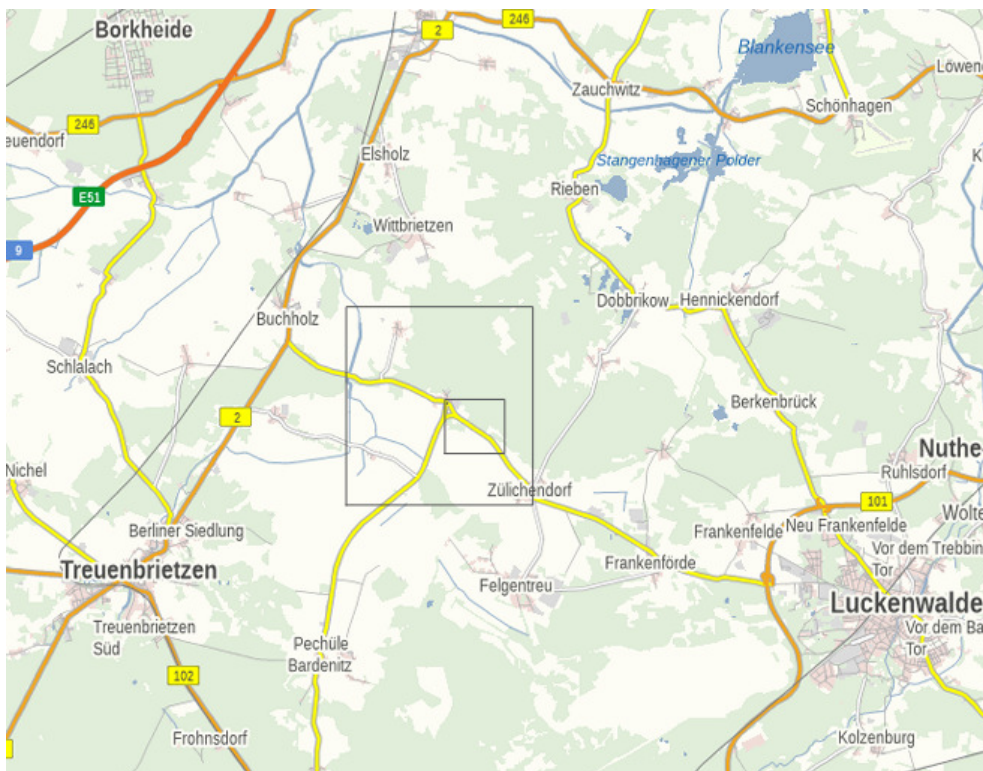 Borkheide
246
2
Blankensee
Löwend
Zauchwitz
Schönhagen
246
euendorf
Elsholz
Stangenhagener Polder
Rieben
E51
Wittbrietzen
9
Dobbrikow
Hennickendorf
Buchholz
Schlalach
Berkenbrück
2
Nuthe
Nichel
Ruhlsdorf
Zülichendorf
101
Wolte
Berliner Siedlung
Frankenfelde
Neu Frankenfelde
Vor dem Trebbin
Tor
Treuenbrietzen
Frankenförde
Felgentreu
Luckenwalde
Treuenbrietzen
Süd
Vor dem Ba
Tor
Pechüle
Bardenitz
102
Frohnsdorf
Kolzenburg